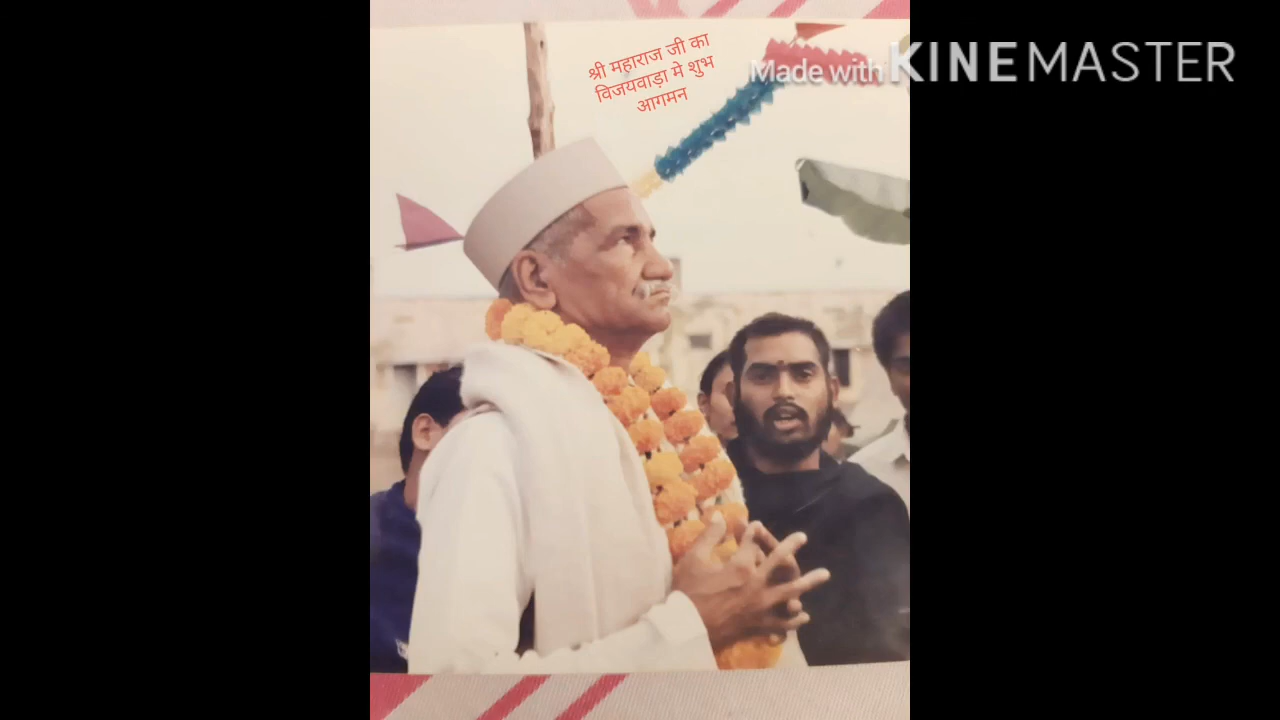 श्री महाराज जी का
विजयवाड़ा मे शुभ
आगमन
Made with KINEMASTER